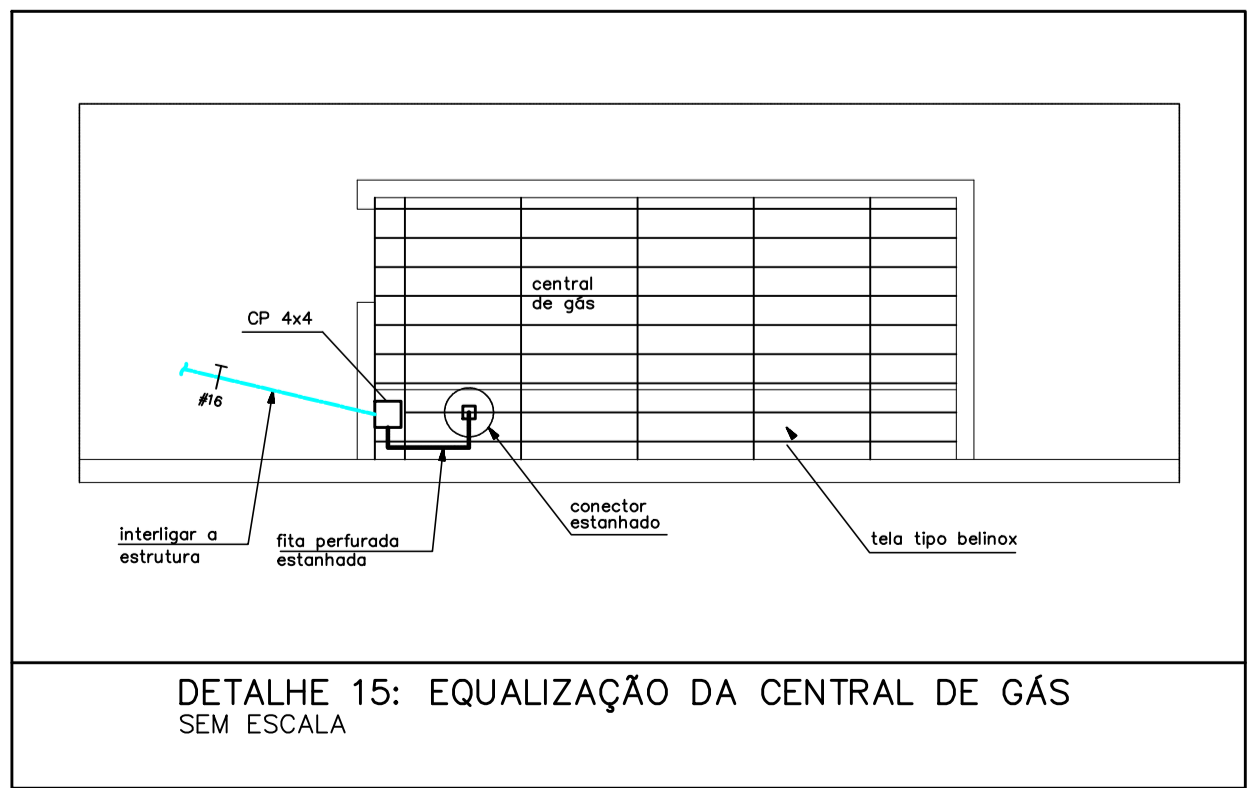 central
de gás
CP 4x4
#16
interligar a
estrutura
fita perfurada
estanhada
conector
estanhado
tela tipo belinox
DETALHE 15: EQUALIZAÇÃO DA CENTRAL DE GÁS
SEM ESCALA